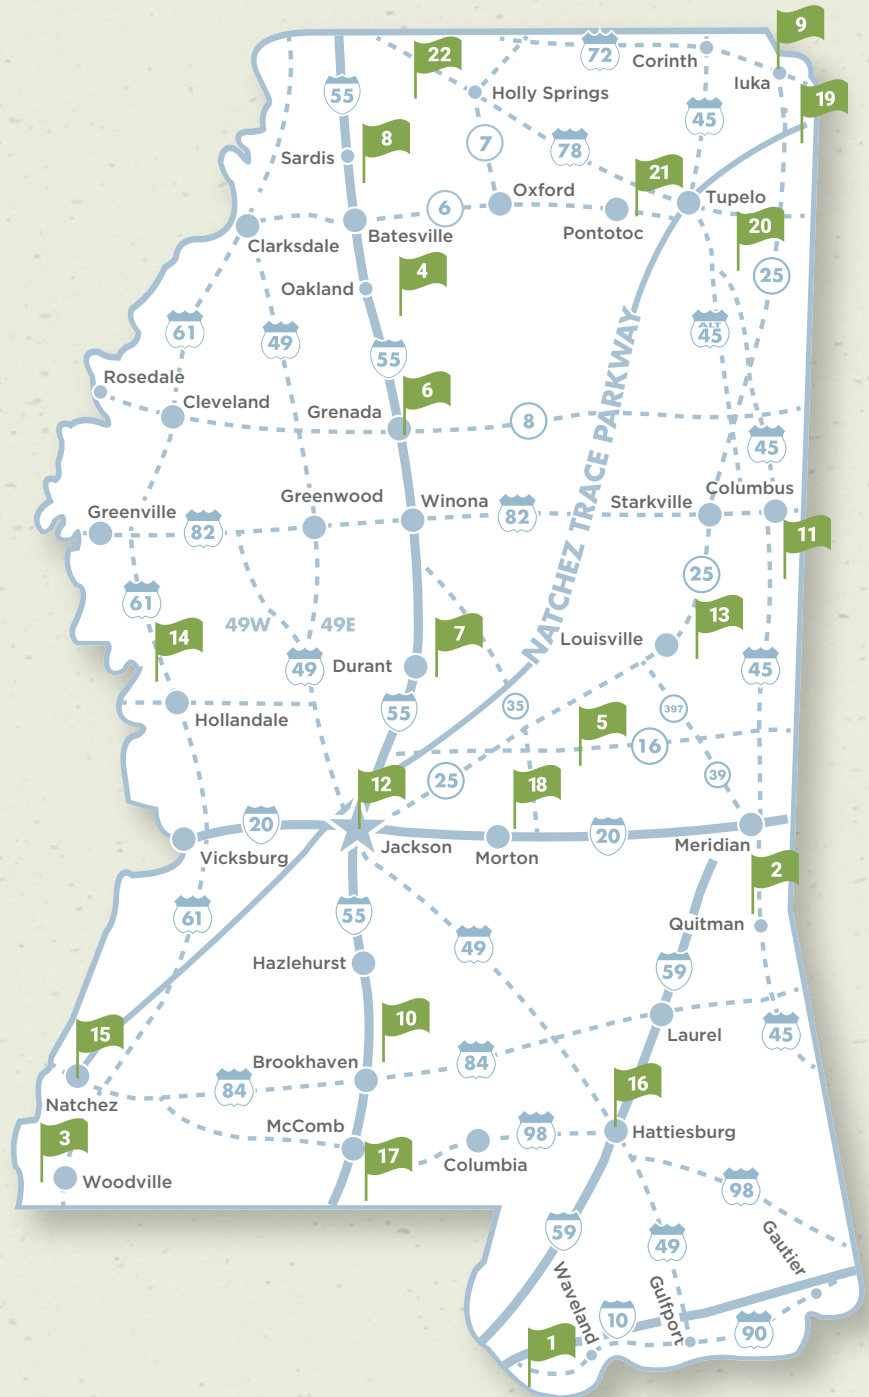 9
22
72
Corinth
Iuka
55
Holly Springs
19
45
8
7
78
Sardis
21
Oxford
Tupelo
6
20
Pontotoc
Batesville
Clarksdale
4
25
Oakland
61
49
ALT
45
55
Rosedale
6
Cleveland
Grenada
8
45
Columbus
Greenwood
Winona
Starkville
Greenville
82
82
11
NATCHEZ TRACE PARKWAY
25
61
13
49W
49E
14
7
Louisville
49
Durant
45
35
397
Hollandale
55
5
16
39
12
25
18
20
20
Jackson
Meridian
Vicksburg
Morton
2
61
55
Quitman
49
Hazlehurst
59
10
15
Laurel
45
Brookhaven
84
84
16
Natchez
McComb
3
98
Hattiesburg
17
Columbia
Woodville
98
59
49
Gautier
Waveland
Gulfport
10
90
1